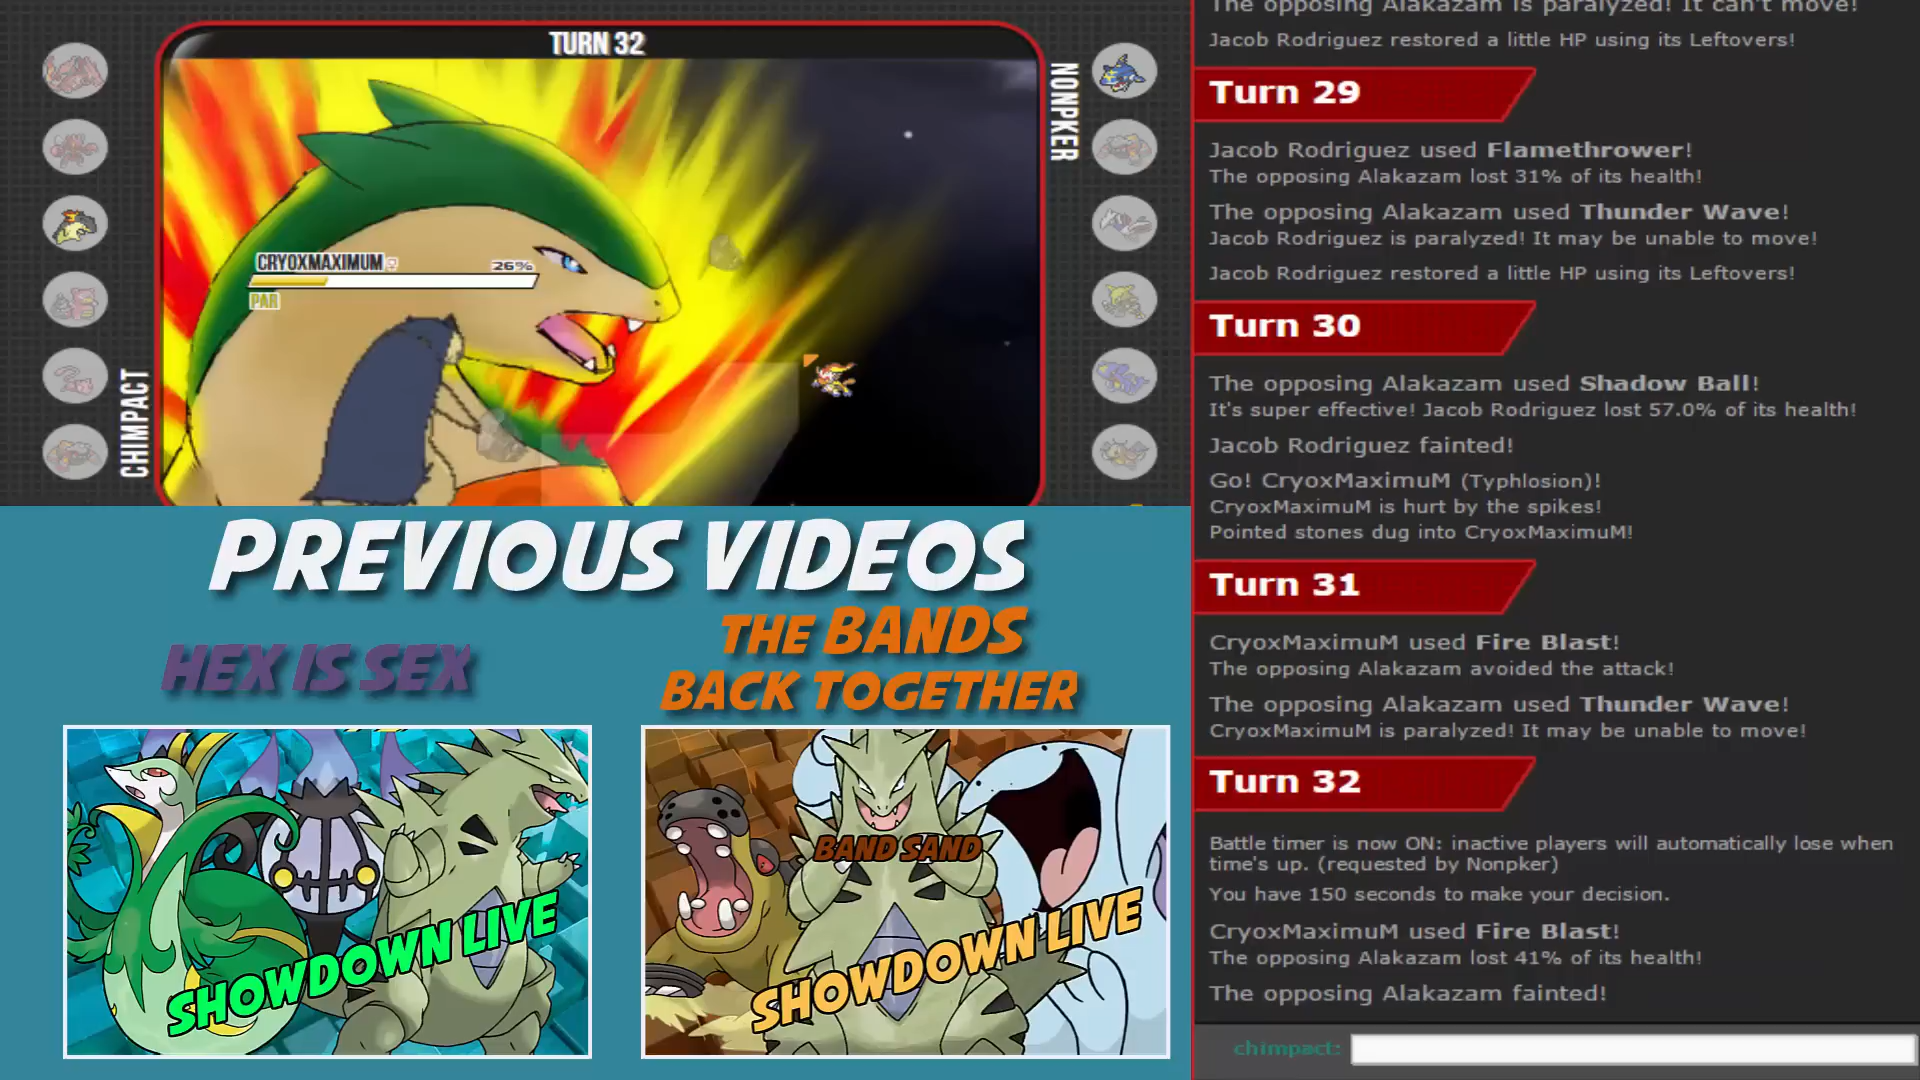 TURN 32
NONPKER
CHIMPACT
CRYOXMAXIMUM
26%
PAR
PREVIOUS VIDEOS
HEX IS SEX
THE BANDS
BACK TOGETHER
SHOWDOWN LIVE
BAND SAND
SHOWDOWN LIVE
The opposing Alakazam is paralyzed! It can't move!
Jacob Rodriguez restored a little HP using its Leftovers!
Turn 29
Jacob Rodriguez used Flamethrower!
The opposing Alakazam lost 31% of its health!
The opposing Alakazam used Thunder Wave!
Jacob Rodriguez is paralyzed! It may be unable to move!
Jacob Rodriguez restored a little HP using its Leftovers!
Turn 30
The opposing Alakazam used Shadow Ball!
It's super effective! Jacob Rodriguez lost 57.0% of its health!
Jacob Rodriguez fainted!
Go! CryoxMaximuM (Typhlosion)!
CryoxMaximuM is hurt by the spikes!
Pointed stones dug into CryoxMaximuM!
Turn 31
CryoxMaximuM used Fire Blast!
The opposing Alakazam avoided the attack!
The opposing Alakazam used Thunder Wave!
CryoxMaximuM is paralyzed! It may be unable to move!
Turn 32
Battle timer is now ON: inactive players will automatically lose when
time's up. (requested by Nonpker)
You have 150 seconds to make your decision.
CryoxMaximuM used Fire Blast!
The opposing Alakazam lost 41% of its health!
The opposing Alakazam fainted!
chimpact: